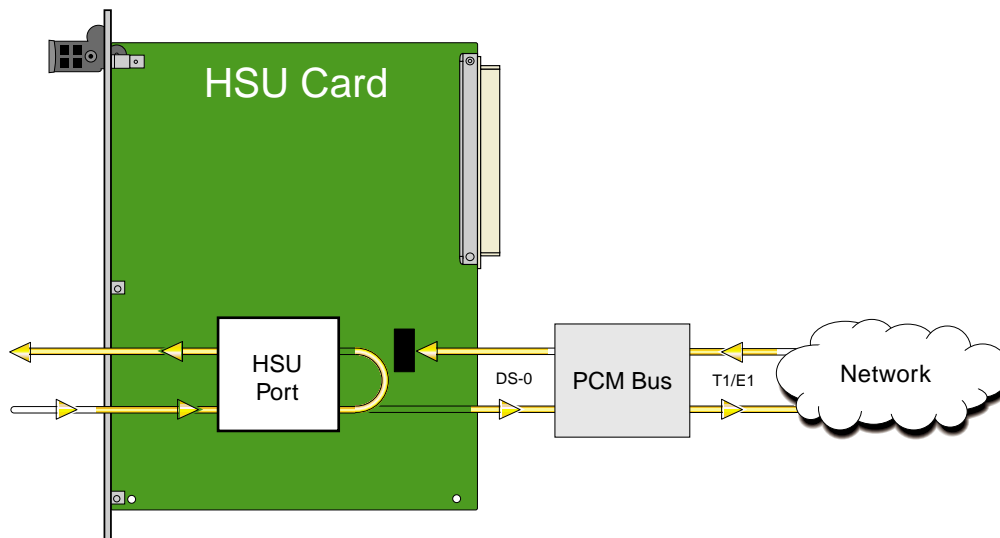 HSU Card
HSU
Port
DS-0
PCM Bus
T1/E1
Network